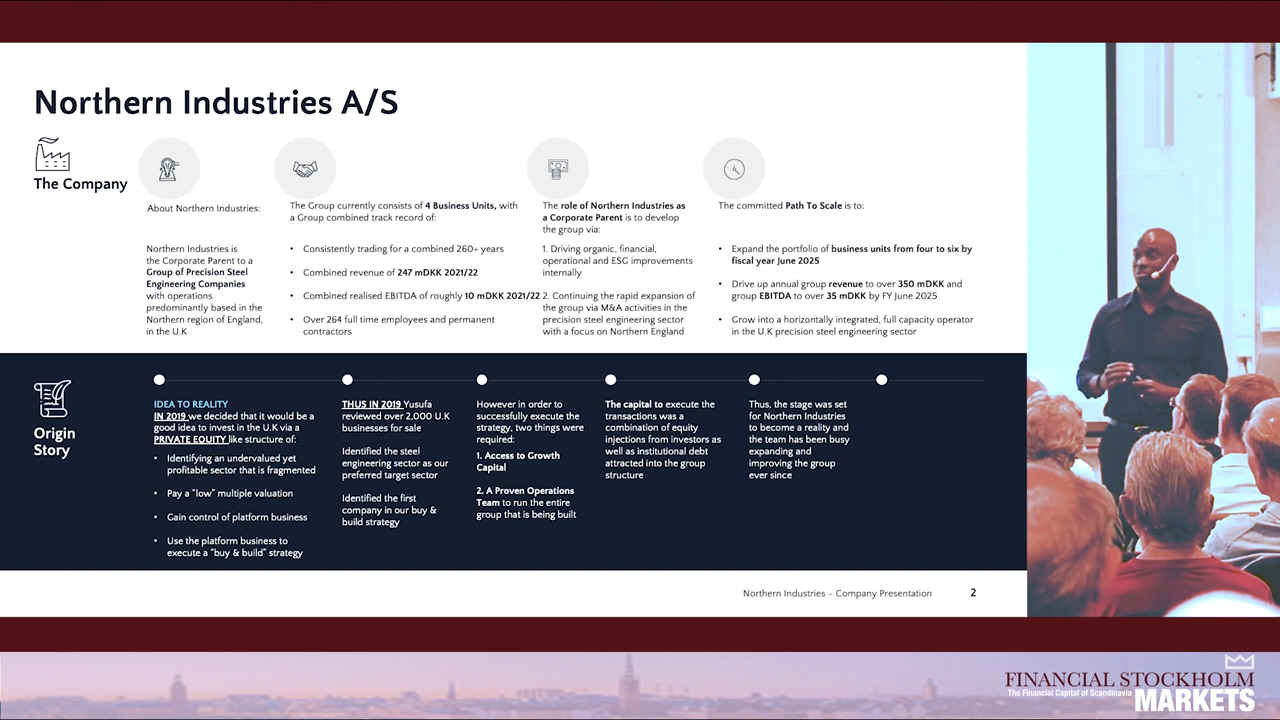 Northern Industries A/S
The Company
About Northern Industries:
Northern Industries is
the Corporate Parent to a
Group of Precision Steel
Engineering Companies
with operations
predominantly based in the
Northern region of England,
in the U.K
The Group currently consists of 4 Business Units, with
a Group combined track record of:
• Consistently trading for a combined 260+ years
• Combined revenue of 247 mDKK 2021/22
• Combined realised EBITDA of roughly 10 mDKK 2021/22
• Over 264 full time employees and permanent
contractors
The role of Northern Industries as
a Corporate Parent is to develop
the group via:
1. Driving organic, financial,
operational and ESG improvements
internally
2. Continuing the rapid expansion of
the group via M&A activities in the
precision steel engineering sector
with a focus on Northern England
The committed Path To Scale is to:
• Expand the portfolio of business units from four to six by
fiscal year June 2025
• Drive up annual group revenue to over 350 mDKK and
group EBITDA to over 35 mDKK by FY June 2025
• Grow into a horizontally integrated, full capacity operator
in the U.K precision steel engineering sector
Origin
Story
IDEA TO REALITY
IN 2019 we decided that it would be a
good idea to invest in the U.K via a
PRIVATE EQUITY like structure of:
• Identifying an undervalued yet
profitable sector that is fragmented
• Pay a "low" multiple valuation
• Gain control of platform business
• Use the platform business to
execute a "buy & build" strategy
THUS IN 2019 Yusufa
reviewed over 2,000 U.K
businesses for sale
Identified the steel
engineering sector as our
preferred target sector
Identified the first
company in our buy &
build strategy
However in order to
successfully execute the
strategy, two things were
required:
1. Access to Growth
Capital
2. A Proven Operations
Team to run the entire
group that is being built
The capital to execute the
transactions was a
combination of equity
injections from investors as
well as institutional debt
attracted into the group
structure
Thus, the stage was set
for Northern Industries
to become a reality and
the team has been busy
expanding and
improving the group
ever since
Northern Industries – Company Presentation 2
FINANCIAL STOCKHOLM
The Financial Capital of Scandinavia
MARKETS